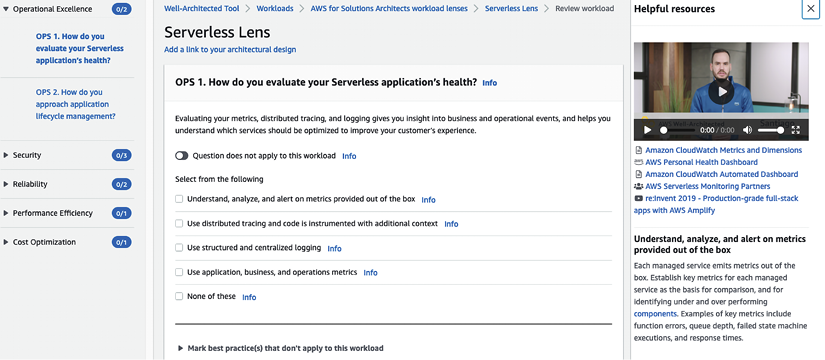 Operational Excellence 0/2
OPS 1. How do you
evaluate your Serverless
application's health?
OPS 2. How do you
approach application
lifecycle management?
Security 0/3
Reliability 0/2
Performance Efficiency 0/1
Cost Optimization 0/1
Well-Architected Tool > Workloads > AWS for Solutions Architects workload lenses > Serverless Lens > Review workload
Serverless Lens
Add a link to your architectural design
OPS 1. How do you evaluate your Serverless application's health? Info
Evaluating your metrics, distributed tracing, and logging gives you insight into business and operational events, and helps you
understand which services should be optimized to improve your customer's experience.
Question does not apply to this workload Info
Select from the following
Understand, analyze, and alert on metrics provided out of the box Info
Use distributed tracing and code is instrumented with additional context Info
Use structured and centralized logging Info
Use application, business, and operations metrics Info
None of these Info
Mark best practice(s) that don't apply to this workload
Helpful resources
0:00 / 0:00
Amazon CloudWatch Metrics and Dimensions
AWS Personal Health Dashboard
Amazon CloudWatch Automated Dashboard
AWS Serverless Monitoring Partners
re:Invent 2019 - Production-grade full-stack
apps with AWS Amplify
Understand, analyze, and alert on metrics
provided out of the box
Each managed service emits metrics out of the
box. Establish key metrics for each managed
service as the basis for comparison, and for
identifying under and over performing
components. Examples of key metrics include
function errors, queue depth, failed state machine
executions, and response times.